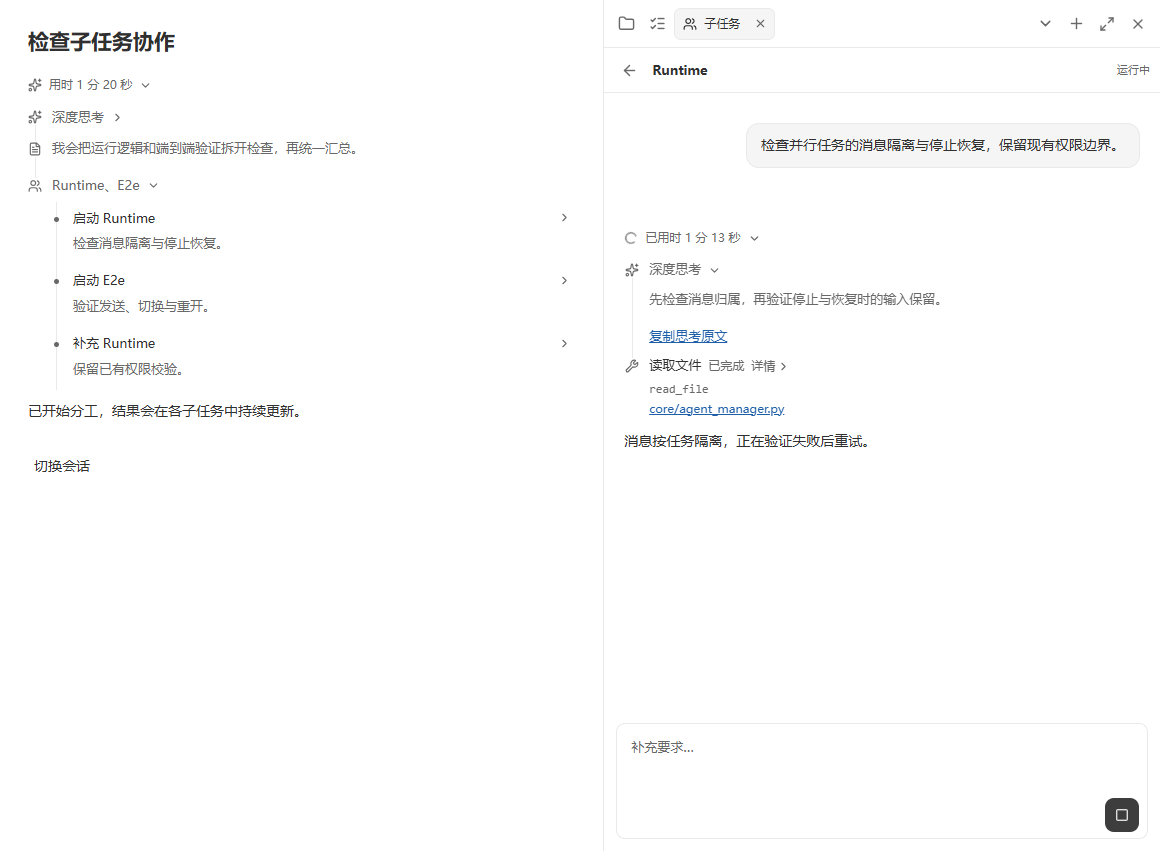 检查子任务协作
用时 1 分 20 秒
深度思考
我会把运行逻辑和端到端验证拆开检查，再统一汇总。
Runtime、E2e
启动 Runtime
检查消息隔离与停止恢复。
启动 E2e
验证发送、切换与重开。
补充 Runtime
保留已有权限校验。
已开始分工，结果会在各子任务中持续更新。
切换会话
子任务
Runtime
运行中
检查并行任务的消息隔离与停止恢复，保留现有权限边界。
已用时 1 分 13 秒
深度思考
先检查消息归属，再验证停止与恢复时的输入保留。
复制思考原文
读取文件 已完成 详情
read_file
core/agent_manager.py
消息按任务隔离，正在验证失败后重试。
补充要求...